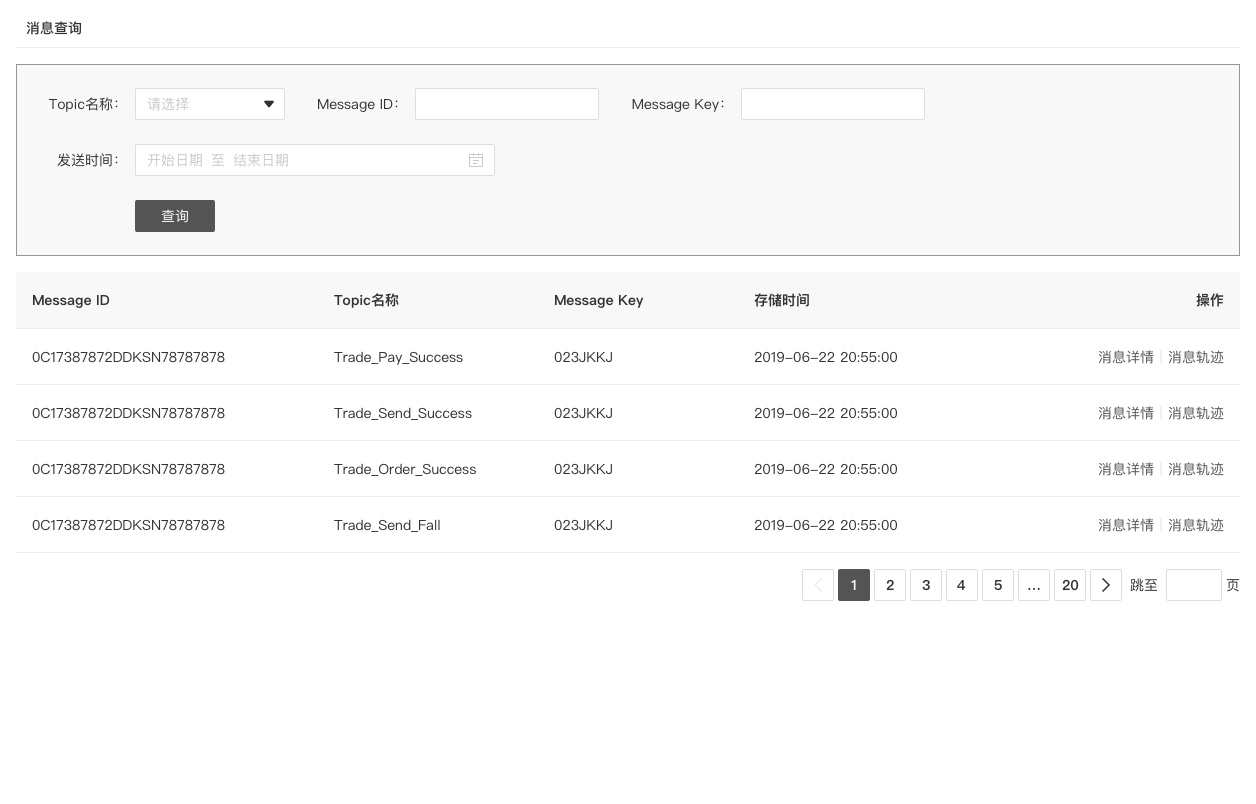 消息查询
Topic名称: 请选择 Message ID: Message Key:
发送时间: 开始日期 至 结束日期
查询
Message ID Topic名称 Message Key 存储时间 操作
0C17387872DDKSN78787878 Trade_Pay_Success 023JKKJ 2019-06-22 20:55:00 消息详情 消息轨迹
0C17387872DDKSN78787878 Trade_Send_Success 023JKKJ 2019-06-22 20:55:00 消息详情 消息轨迹
0C17387872DDKSN78787878 Trade_Order_Success 023JKKJ 2019-06-22 20:55:00 消息详情 消息轨迹
0C17387872DDKSN78787878 Trade_Send_Fall 023JKKJ 2019-06-22 20:55:00 消息详情 消息轨迹
1 2 3 4 5 ... 20 跳至 页